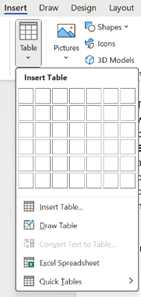 Insert Draw Design Layout
Table
Pictures
Shapes
Icons
3D Models
Insert Table
Insert Table...
Draw Table
Convert Text to Table...
Excel Spreadsheet
Quick Tables